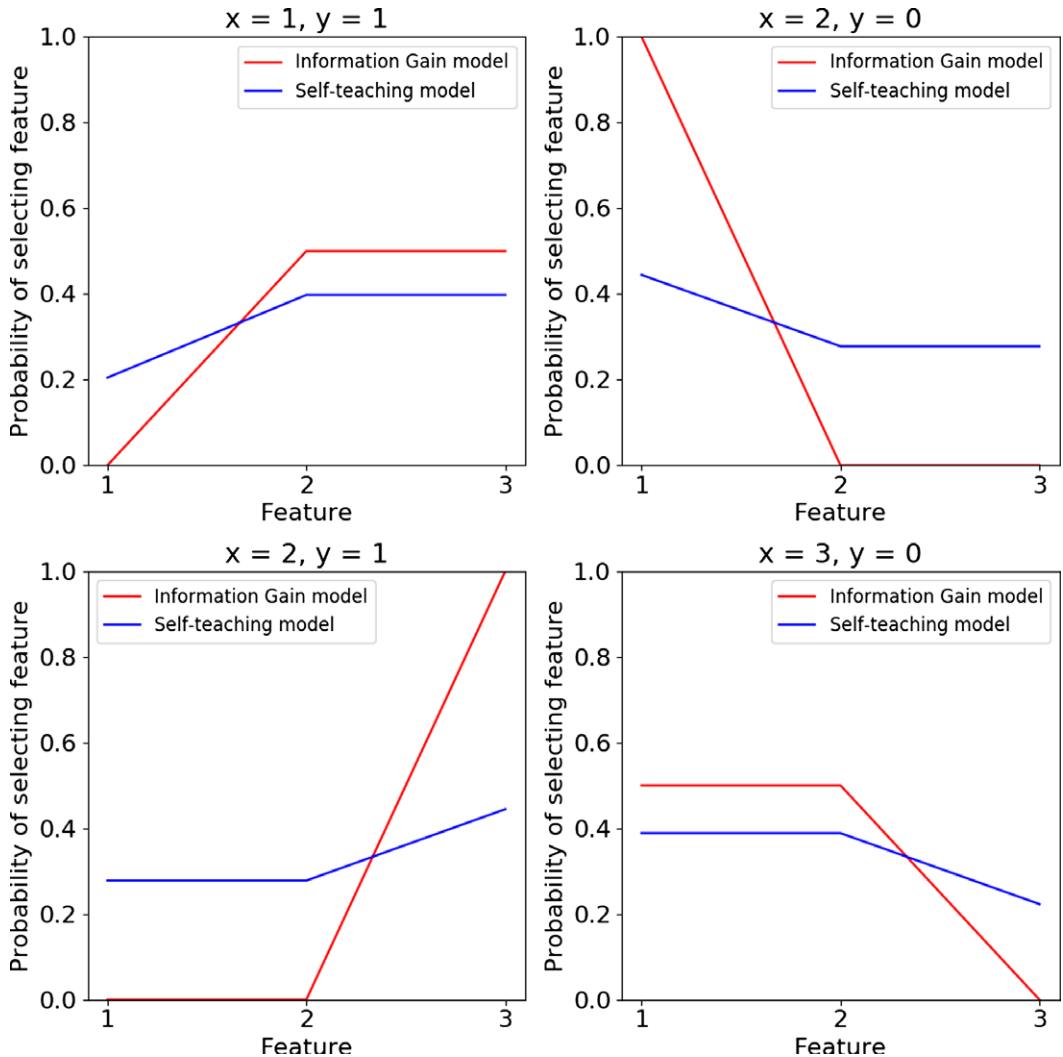 x = 1, y = 1
Probability of selecting feature
1.0
0.8
0.6
0.4
0.2
0.0
Information Gain model
Self-teaching model
1 2 3
Feature
x = 2, y = 0
Probability of selecting feature
1.0
0.8
0.6
0.4
0.2
0.0
Information Gain model
Self-teaching model
1 2 3
Feature
x = 2, y = 1
Probability of selecting feature
1.0
0.8
0.6
0.4
0.2
0.0
Information Gain model
Self-teaching model
1 2 3
Feature
x = 3, y = 0
Probability of selecting feature
1.0
0.8
0.6
0.4
0.2
0.0
Information Gain model
Self-teaching model
1 2 3
Feature